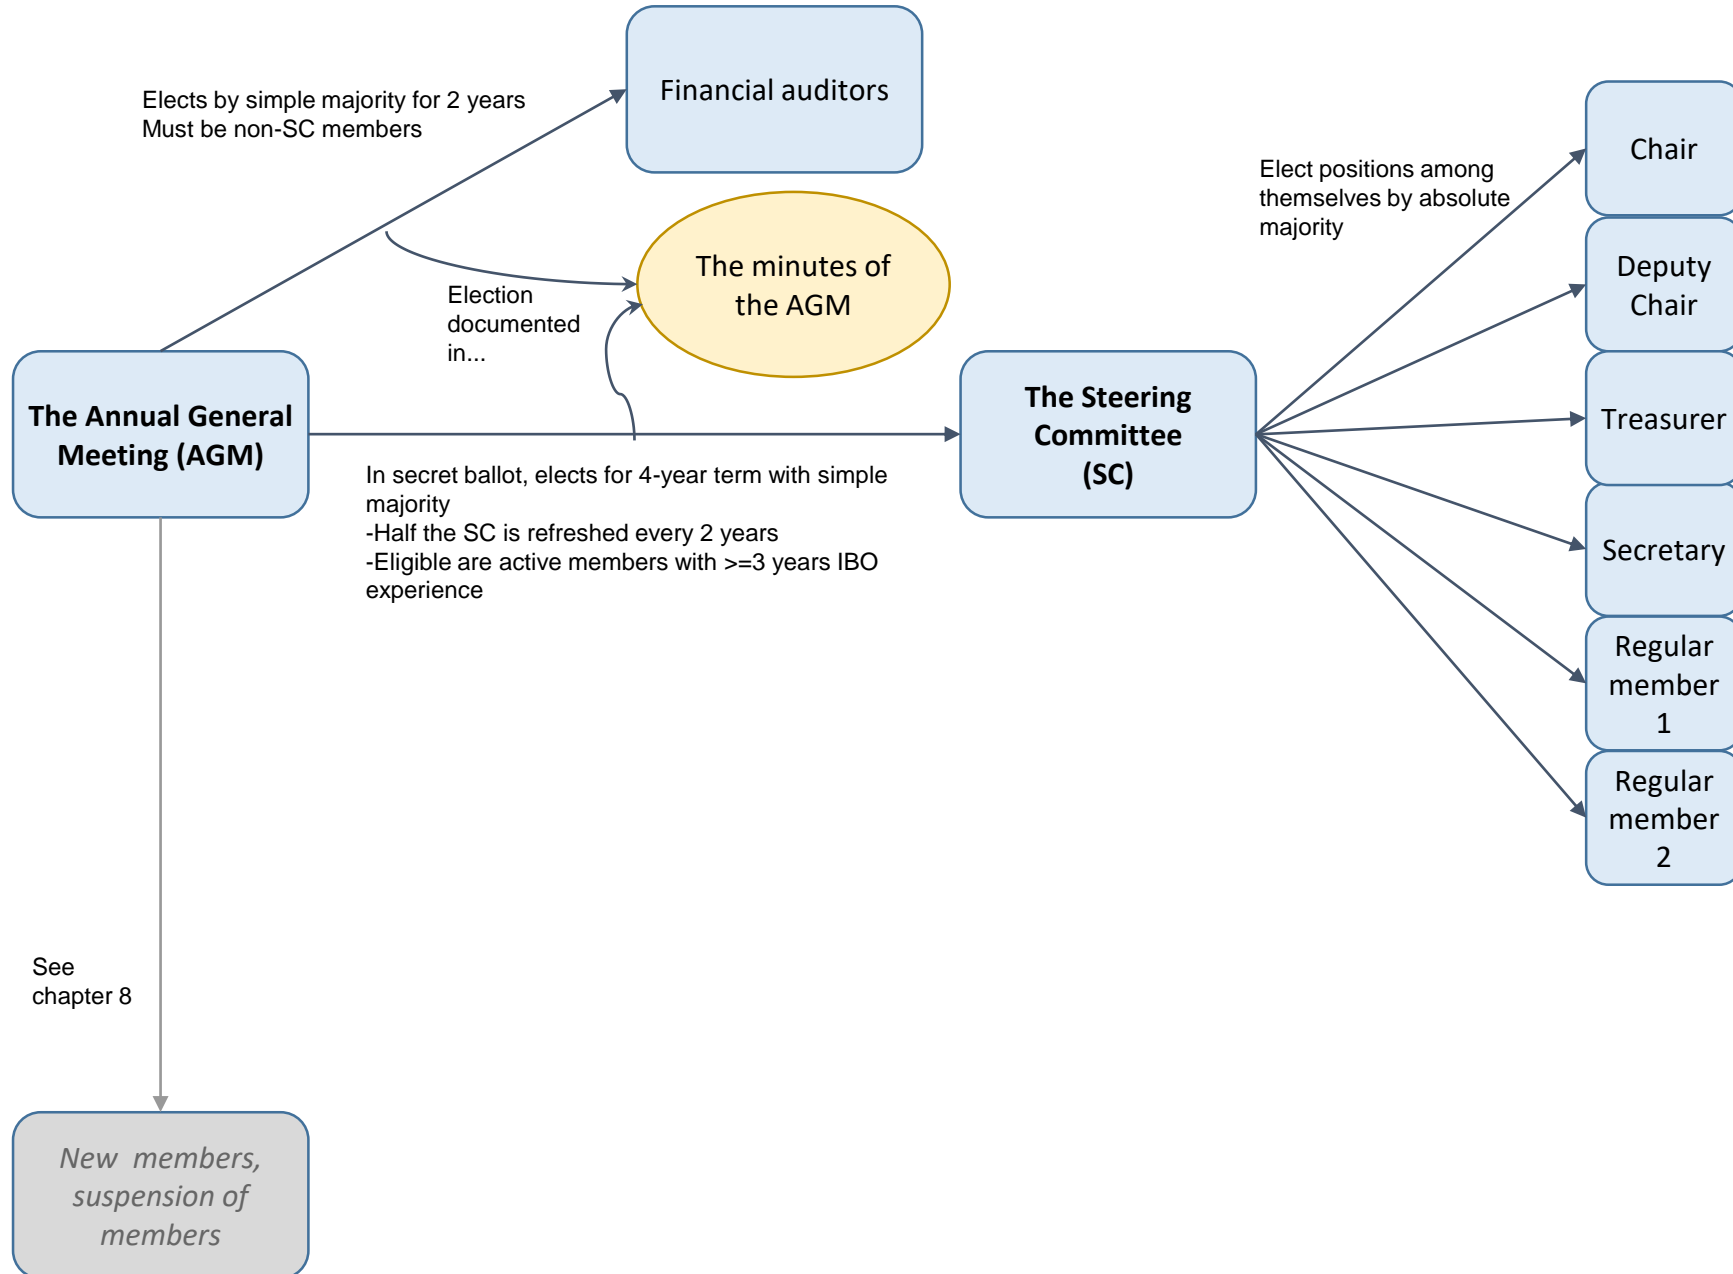 Financial auditors
Elects by simple majority for 2 years
Must be non-SC members
Chair
Elect positions among
themselves by absolute
majority
The minutes of
the AGM
Deputy
Chair
Election
documented
in...
The Annual General
Meeting (AGM)
The Steering
Committee
(SC)
Treasurer
In secret ballot, elects for 4-year term with simple
majority
-Half the SC is refreshed every 2 years
-Eligible are active members with >=3 years IBO
experience
Secretary
Regular
member
1
Regular
member
2
See
chapter 8
New  members,
suspension of
members